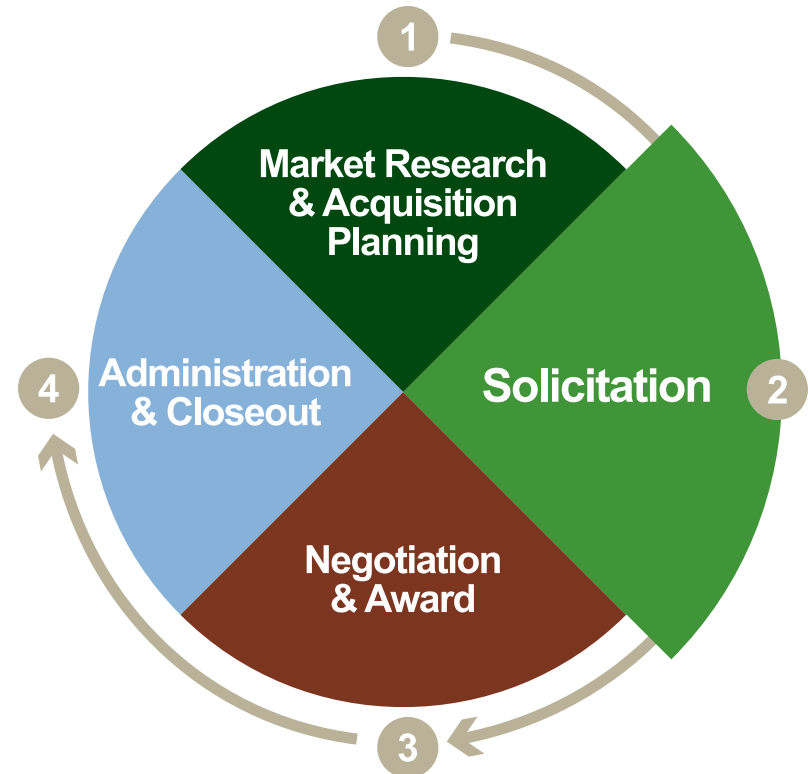 1
Market Research
& Acquisition
Planning
Solicitation
2
Negotiation
& Award
3
Administration
& Closeout
4